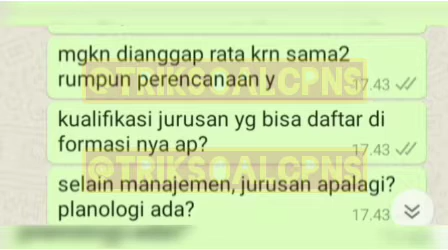 mgkn dianggap rata krn sama2
rumpun perencanaan y
17.43
kualifikasi jurusan yg bisa daftar di
formasi nya ap?
17.43
selain manajemen, jurusan apalagi?
planologi ada?
17.43
@TRIKSOALCPNS
@TRIKSOALCPNS